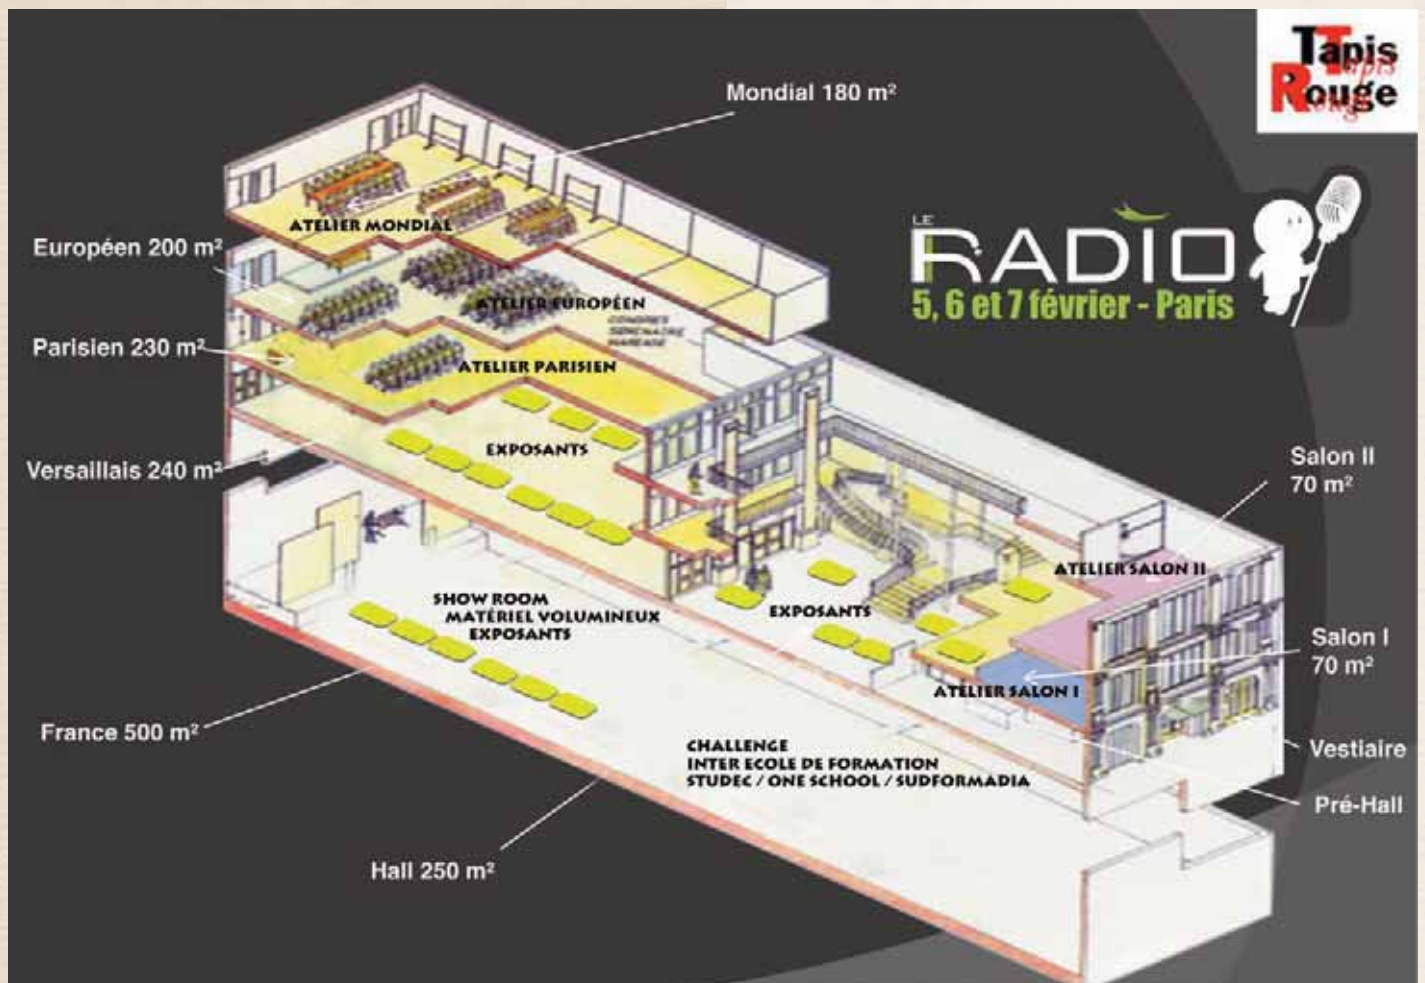 Tapis
Rouge
Mondial 180 m²
LE
RADIO
5, 6 et 7 février - Paris
ATELIER MONDIAL
Européen 200 m²
ATELIER EUROPÉEN
CONGRES
SEMINAIRE
MARIAGE
Parisien 230 m²
ATELIER PARISIEN
Versaillais 240 m²
EXPOSANTS
Salon II
70 m²
ATELIER SALON II
SHOW ROOM
MATÉRIEL VOLUMINEUX
EXPOSANTS
EXPOSANTS
Salon I
70 m²
ATELIER SALON I
France 500 m²
CHALLENGE
INTER ECOLE DE FORMATION
STUDEC / ONE SCHOOL / SUDFORMADIA
Vestiaire
Pré-Hall
Hall 250 m²